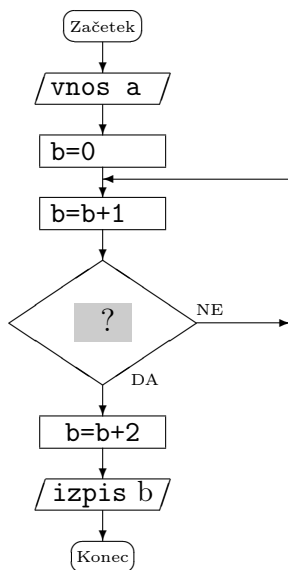 Začetek
vnos a
b=0
b=b+1
?
NE
DA
b=b+2
izpis b
Konec